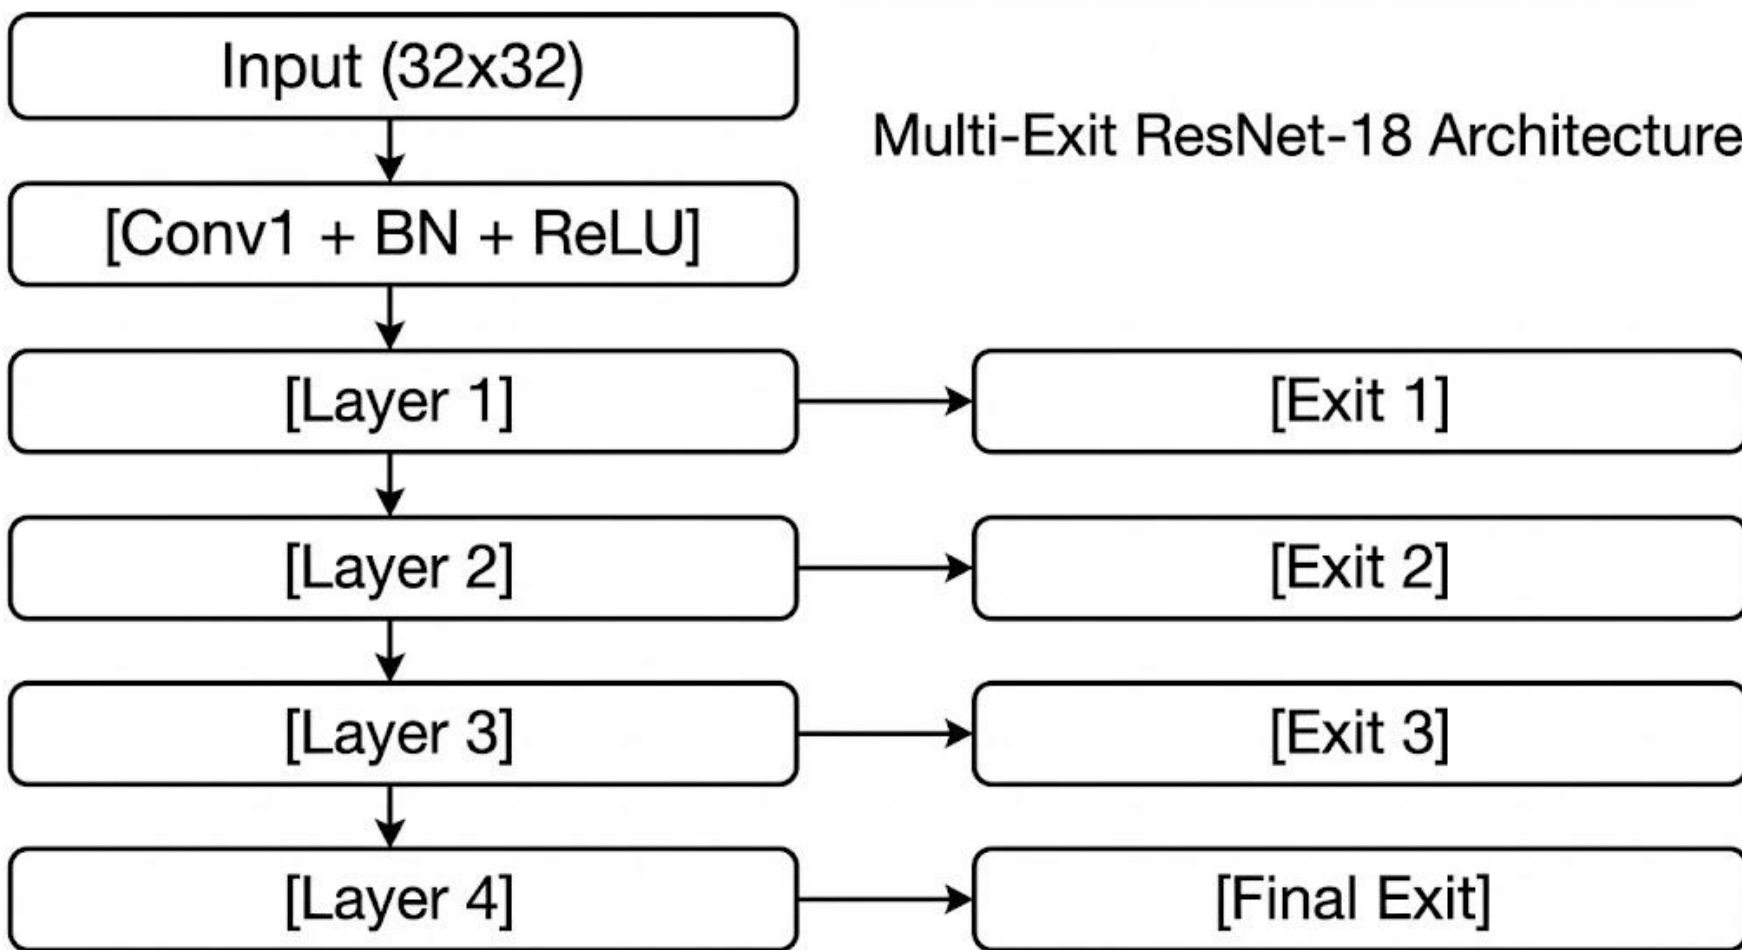 Input (32x32)
Multi-Exit ResNet-18 Architecture
[Conv1 + BN + ReLU]
[Layer 1]
[Exit 1]
[Layer 2]
[Exit 2]
[Layer 3]
[Exit 3]
[Layer 4]
[Final Exit]